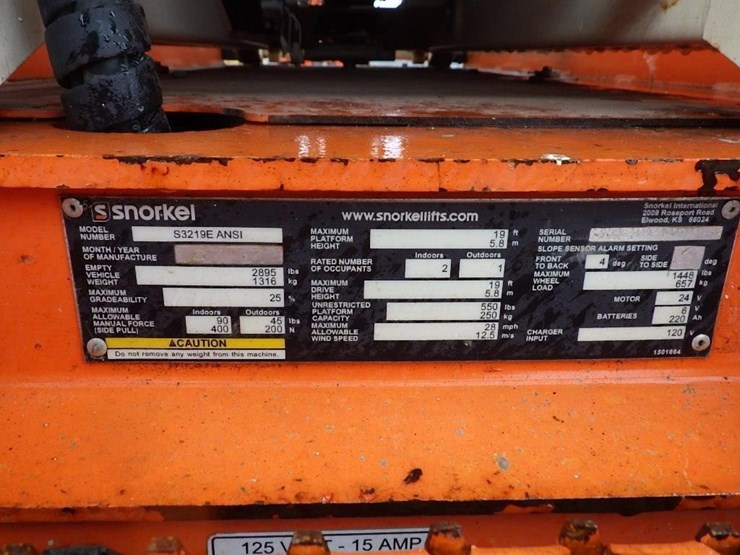 snorkel
www.snorkellifts.com
Snorkel International
2009 Roseport Road
Elwood, KS 66024
MODEL NUMBER S3219E ANSI
MONTH / YEAR OF MANUFACTURE
EMPTY VEHICLE WEIGHT 2895 lbs
1316 kg
MAXIMUM GRADEABILITY 25 %
MAXIMUM ALLOWABLE MANUAL FORCE (SIDE PULL)
Indoors Outdoors
90 45 lbs
400 200 N
CAUTION
Do not remove any weight from this machine.
MAXIMUM PLATFORM HEIGHT 19 ft
5.8 m
Indoors Outdoors
RATED NUMBER OF OCCUPANTS 2 1
MAXIMUM DRIVE HEIGHT 19 ft
5.8 m
UNRESTRICTED PLATFORM CAPACITY 550 lbs
250 kg
MAXIMUM ALLOWABLE WIND SPEED 28 mph
12.5 m/s
SERIAL NUMBER
SLOPE SENSOR ALARM SETTING
FRONT TO BACK 4 deg SIDE TO SIDE deg
MAXIMUM WHEEL LOAD 1448 lbs
657 kg
MOTOR 24 V
BATTERIES 6 V
220 Ah
CHARGER INPUT 120 V
1501664
125 - 15 AMP